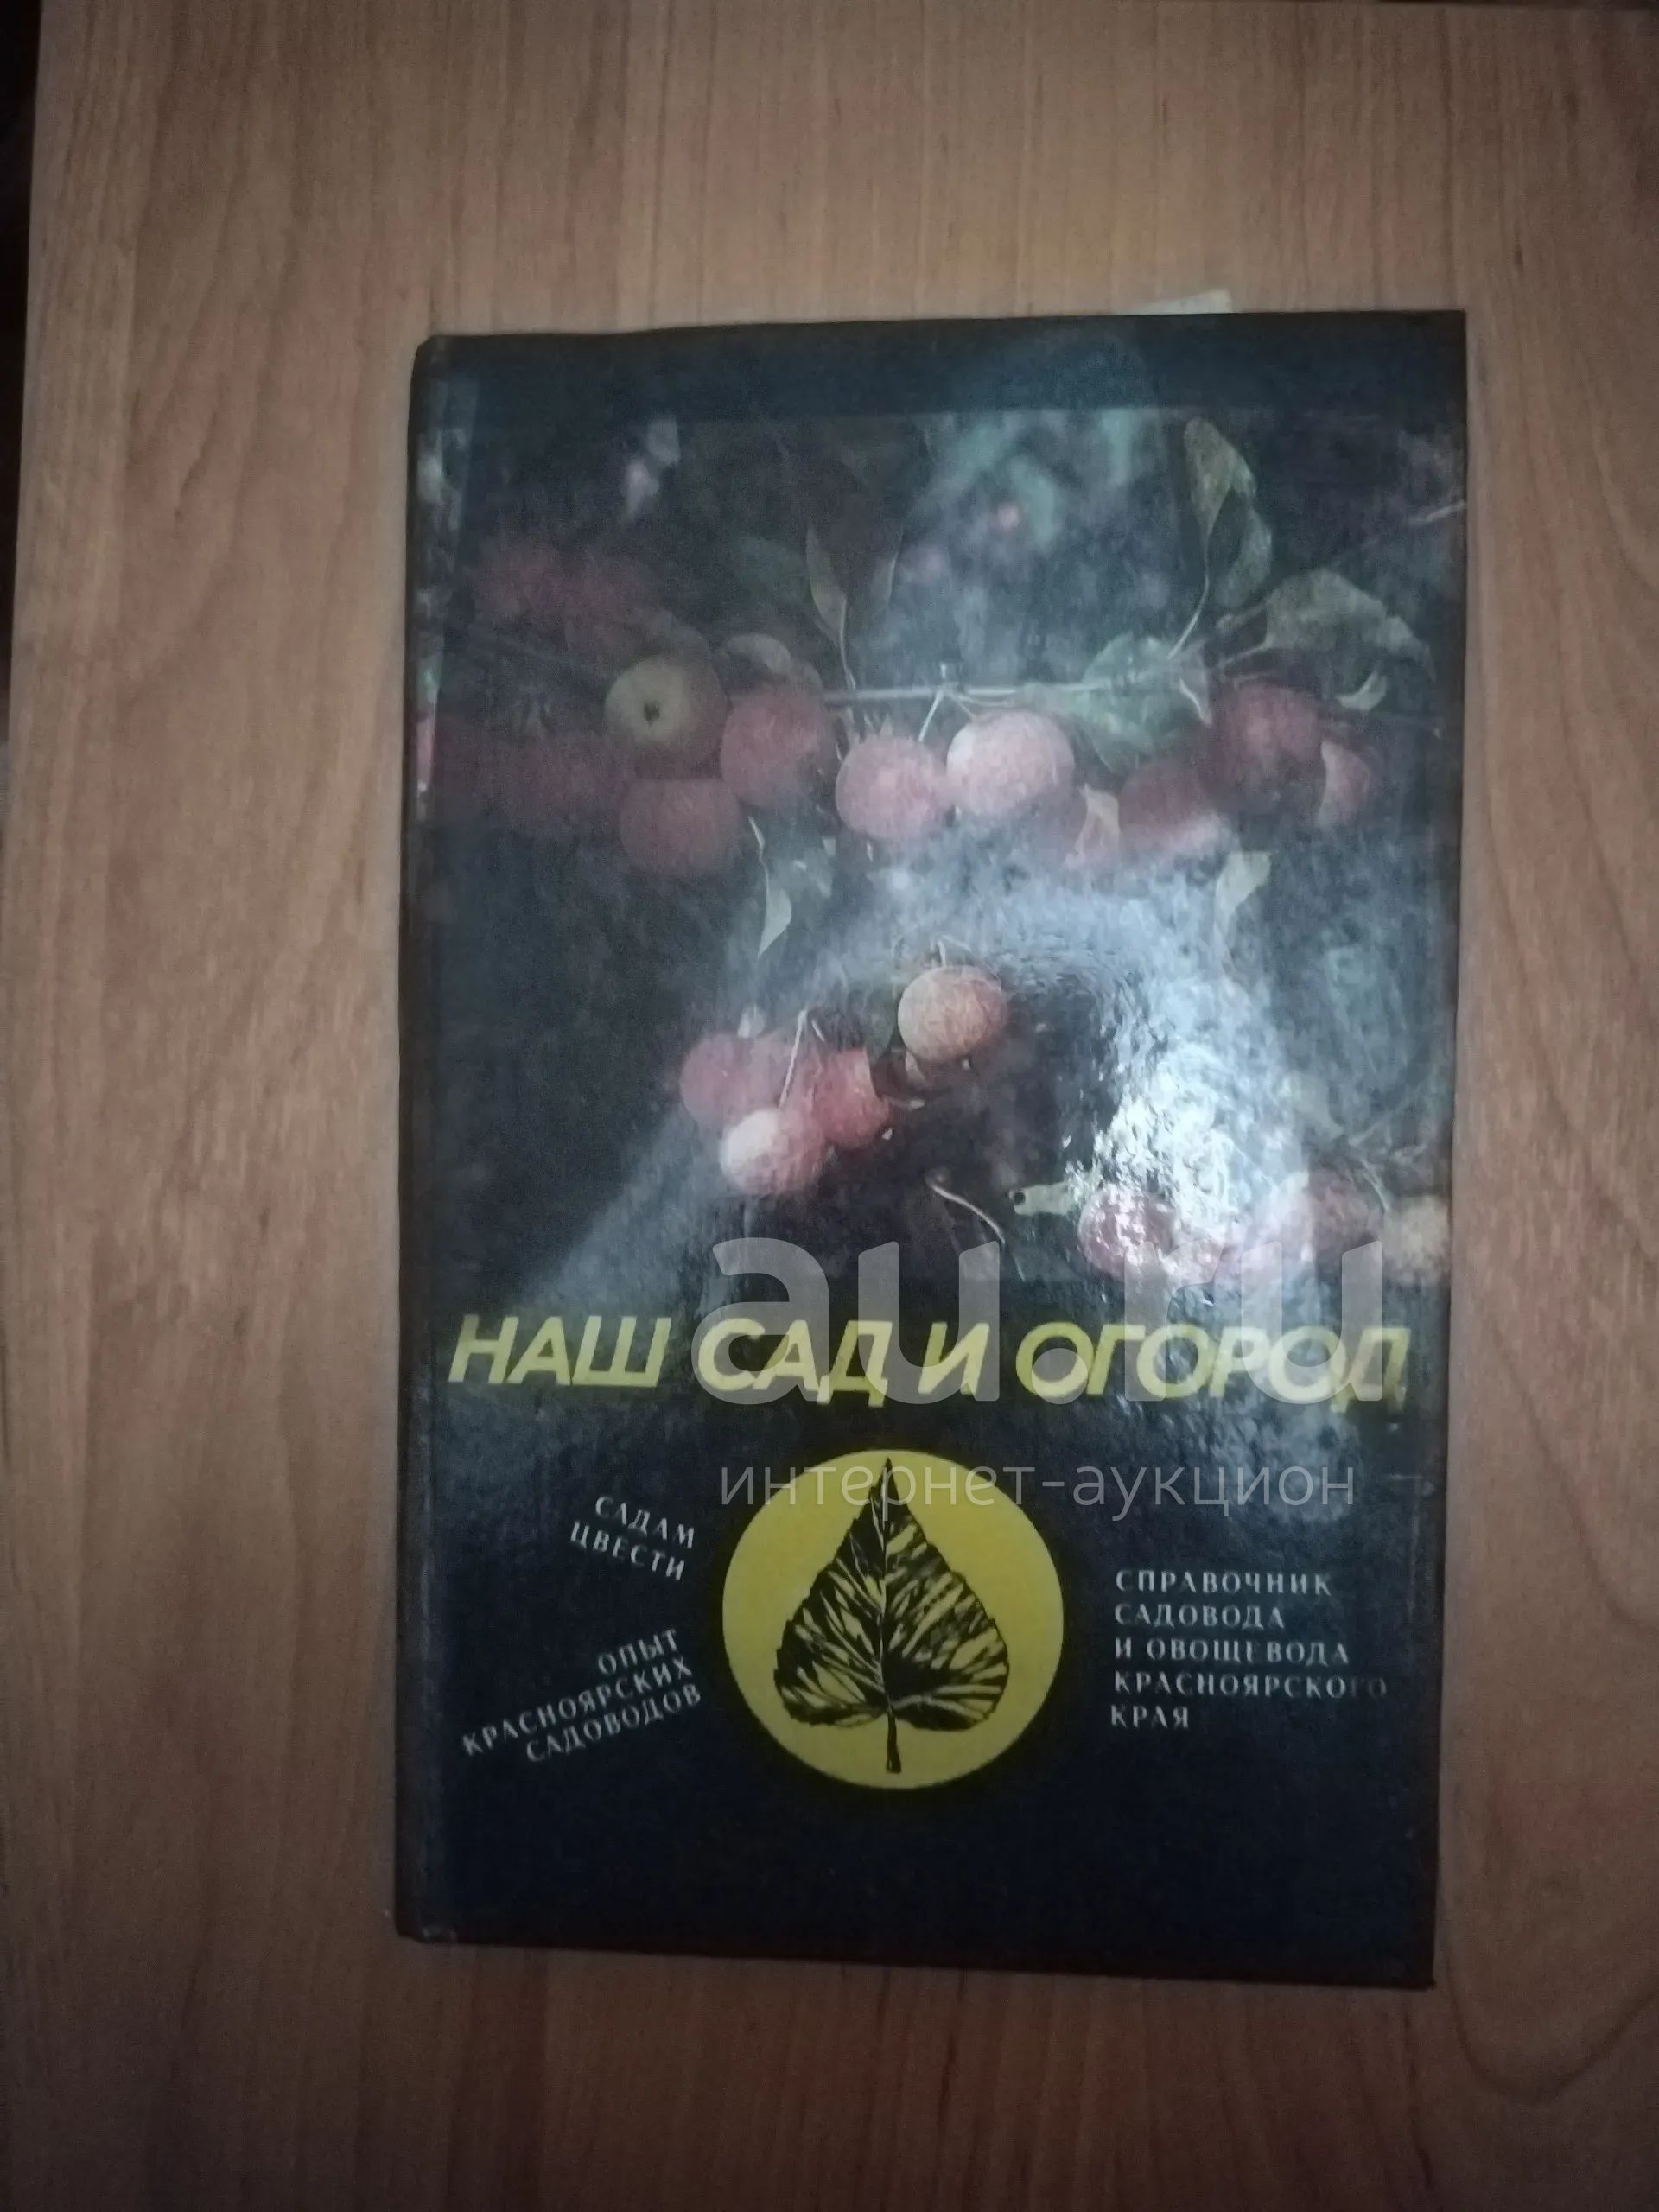 НАШ САД И ОГОРОД
au.ru
интернет-аукцион
САДАМ
ЦВЕСТИ
ОПЫТ
КРАСНОЯРСКИХ
САДОВОДОВ
СПРАВОЧНИК
САДОВОДА
И ОВОЩЕВОДА
КРАСНОЯРСКОГО
КРАЯ